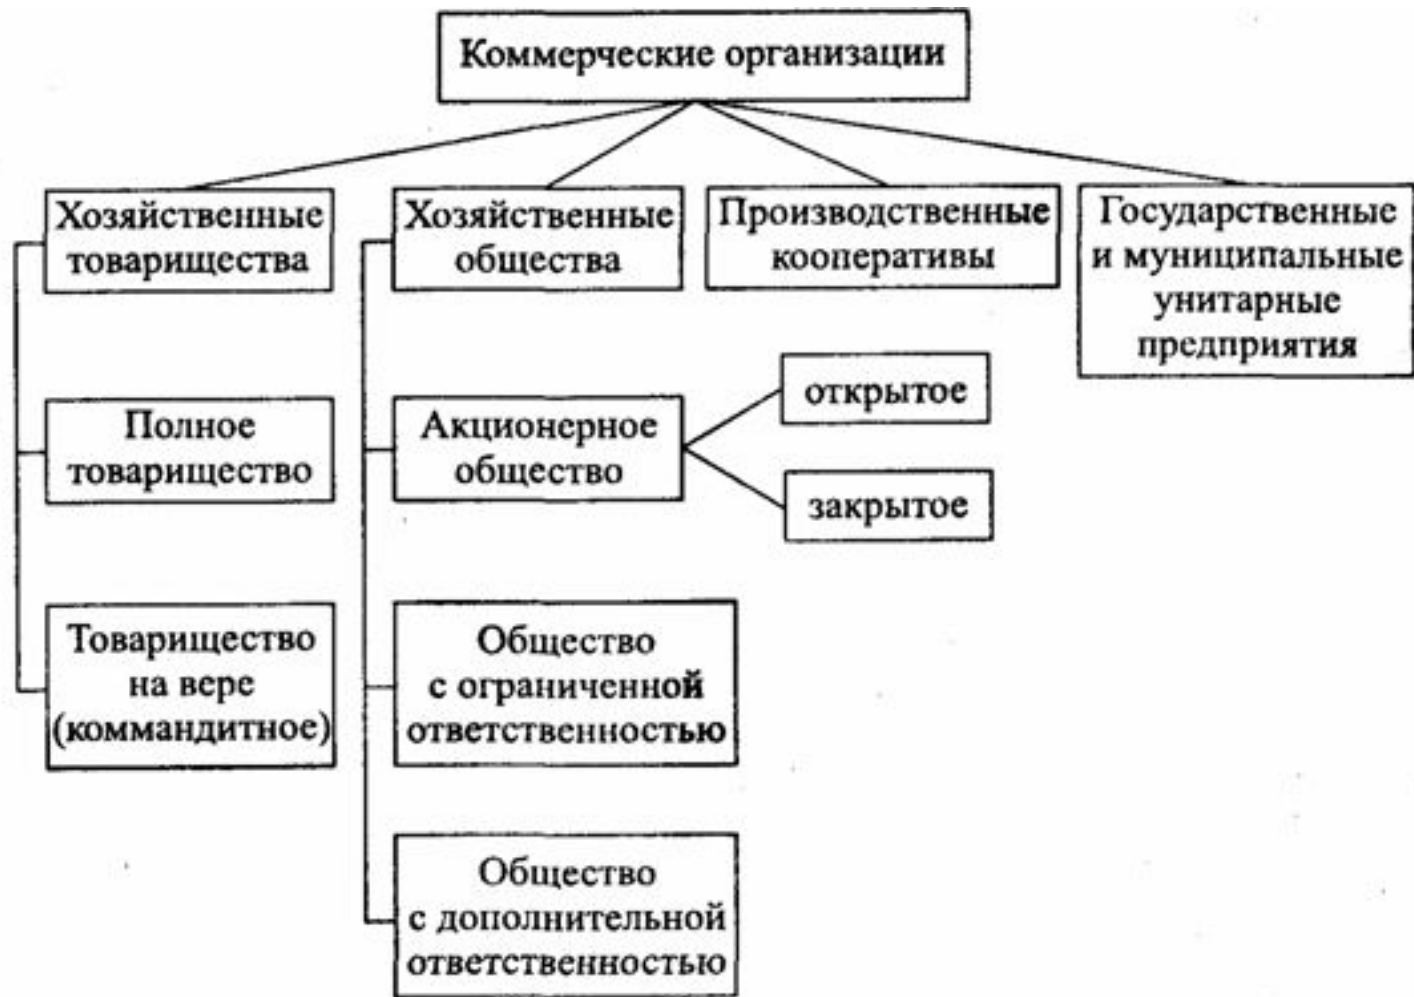 Коммерческие организации
Хозяйственные
товарищества
Хозяйственные
общества
Производственные
кооперативы
Государственные
и муниципальные
унитарные
предприятия
Полное
товарищество
Акционерное
общество
открытое
закрытое
Товарищество
на вере
(коммандитное)
Общество
с ограниченной
ответственностью
Общество
с дополнительной
ответственностью